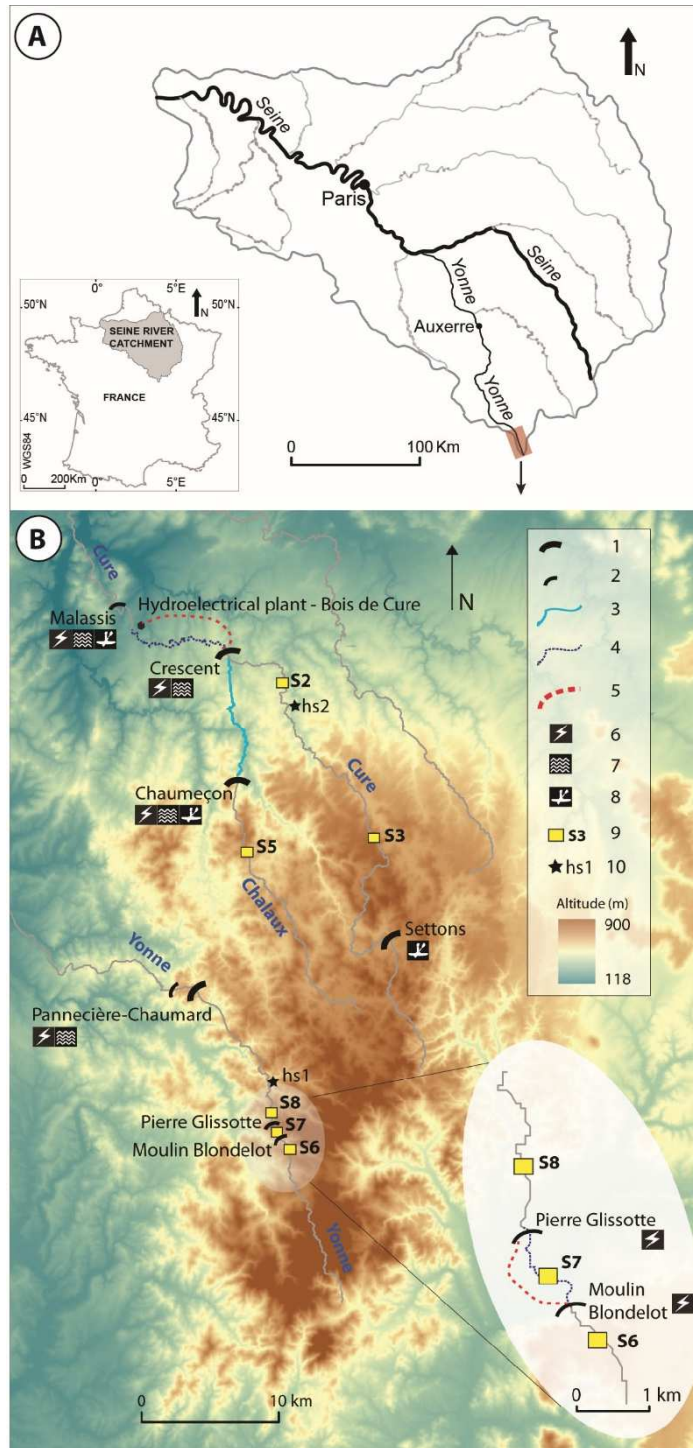 A
N
Seine
Paris
Seine
Yonne
Auxerre
Yonne
0 100 Km
0° 5°E
50°N 50°N
N
SEINE RIVER
CATCHMENT
FRANCE
45°N 45°N
WGS84
0 200Km
0° 5°E
B
Cure
N
Malassis
Hydroelectrical plant - Bois de Cure
Crescent
S2
hs2
Cure
Chaumeçon
S5
S3
Chalaux
Settons
Yonne
Pannecière-Chaumard
hs1
S8
Pierre Glissotte
S7
Moulin Blondelot
S6
Yonne
0 10 km
1
2
3
4
5
6
7
8
S3 9
hs1 10
Altitude (m)
900
118
S8
Pierre Glissotte
S7
Moulin
Blondelot
S6
0 1 km